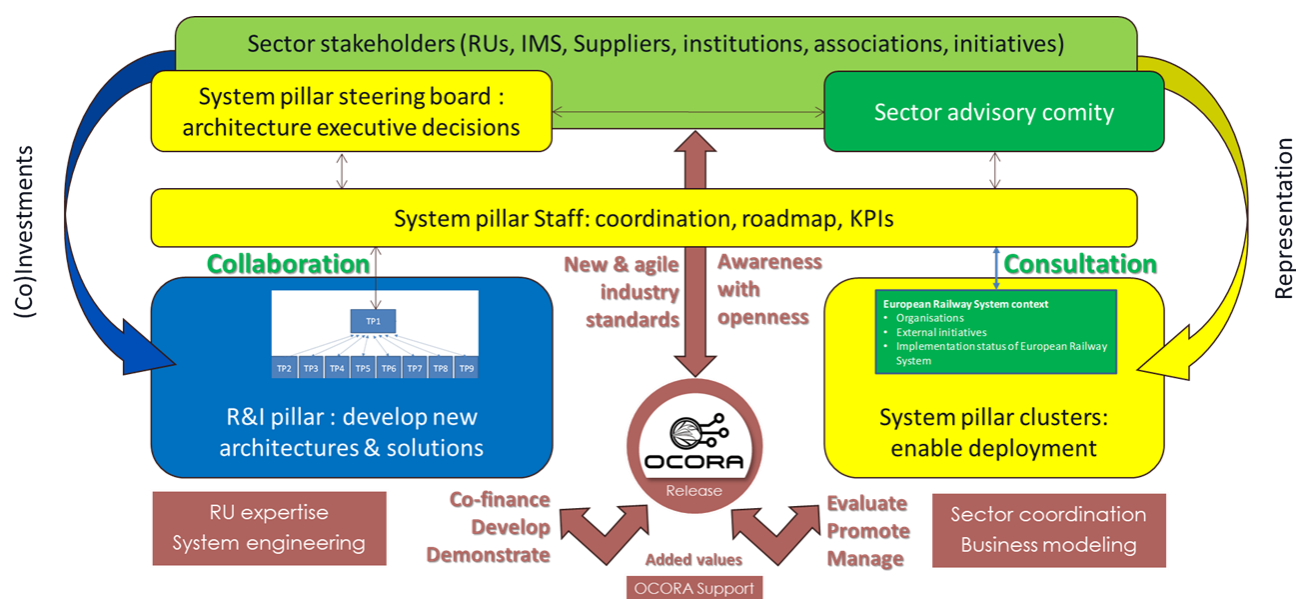 Sector stakeholders (RUs, IMS, Suppliers, institutions, associations, initiatives)
System pillar steering board :
architecture executive decisions
Sector advisory comity
(Co)Investments
Representation
System pillar Staff: coordination, roadmap, KPIs
Collaboration
New & agile
industry
standards
Awareness
with
openness
Consultation
TP1
TP2 TP3 TP4 TP5 TP6 TP7 TP8 TP9
R&I pillar : develop new
architectures & solutions
European Railway System context
• Organisations
• External initiatives
• Implementation status of European Railway
System
System pillar clusters:
enable deployment
OCORA
Release
RU expertise
System engineering
Co-finance
Develop
Demonstrate
Evaluate
Promote
Manage
Sector coordination
Business modeling
Added values
OCORA Support